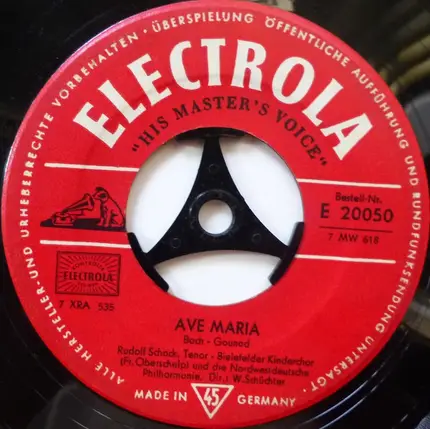 ALLE HERSTELLER- UND URHEBERRECHTE VORBEHALTEN · ÜBERSPIELUNG ÖFFENTLICHE AUFFÜHRUNG UND RUNDFUNKSENDUNG UNTERSAGT ·
ELECTROLA
"HIS MASTER'S VOICE"
Bestell-Nr.
E 20050
7 MW 618
ELECTROLA
7 XRA 535
AVE MARIA
Bach - Gounod
Rudolf Schock, Tenor - Bielefelder Kinderchor
(Fr. Oberschelp) und die Nordwestdeutsche
Philharmonie, Dir.: W. Schüchter
MADE IN 45 GERMANY